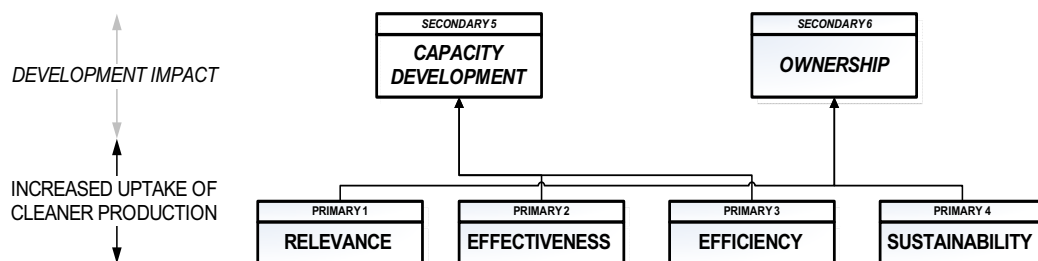 SECONDARY 5
CAPACITY
DEVELOPMENT
SECONDARY 6
OWNERSHIP
DEVELOPMENT IMPACT
INCREASED UPTAKE OF
CLEANER PRODUCTION
PRIMARY 1
RELEVANCE
PRIMARY 2
EFFECTIVENESS
PRIMARY 3
EFFICIENCY
PRIMARY 4
SUSTAINABILITY